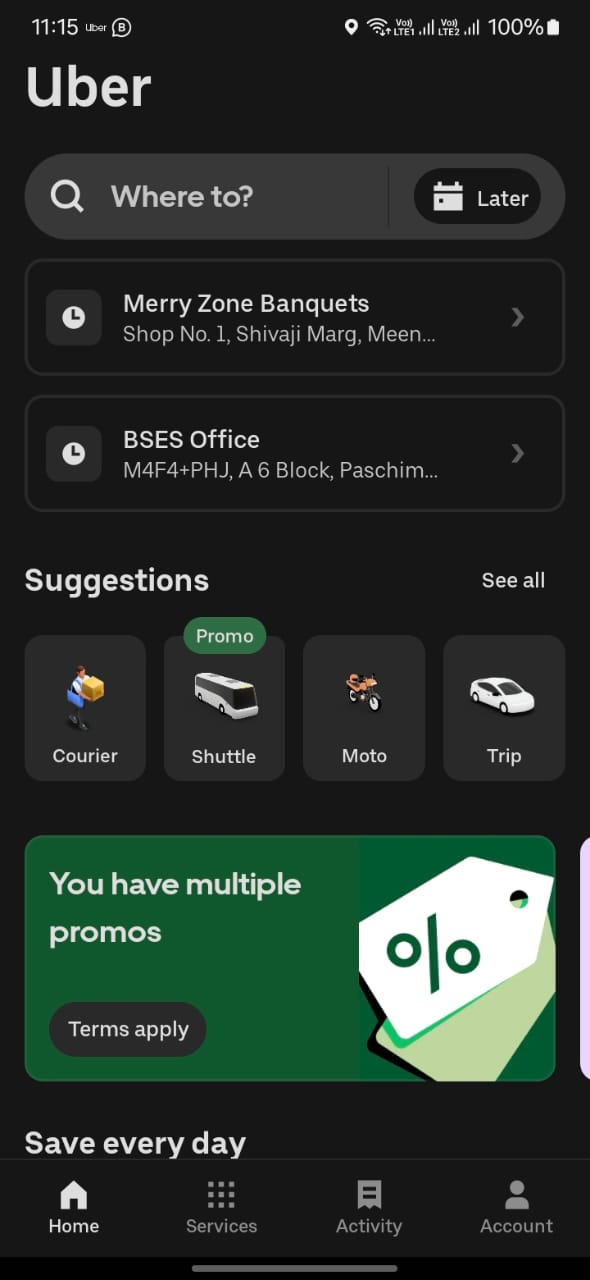 11:15 Uber B Vo)) LTE1 Vo)) LTE2 100%
Uber
Where to?
Later
Merry Zone Banquets
Shop No. 1, Shivaji Marg, Meen...
BSES Office
M4F4+PHJ, A 6 Block, Paschim...
Suggestions
See all
Promo
Courier
Shuttle
Moto
Trip
You have multiple
promos
%
Terms apply
Save every day
Home
Services
Activity
Account